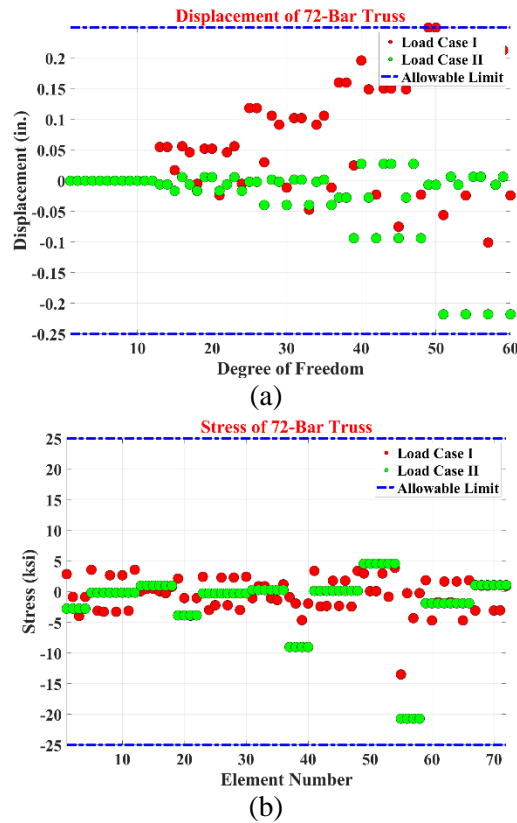 Displacement of 72-Bar Truss
Load Case I
Load Case II
Allowable Limit
Displacement (in.)
0.2
0.15
0.1
0.05
0
-0.05
-0.1
-0.15
-0.2
-0.25
10
20
30
40
50
60
Degree of Freedom
(a)
Stress of 72-Bar Truss
Load Case I
Load Case II
Allowable Limit
Stress (ksi)
25
20
15
10
5
0
-5
-10
-15
-20
-25
10
20
30
40
50
60
70
Element Number
(b)